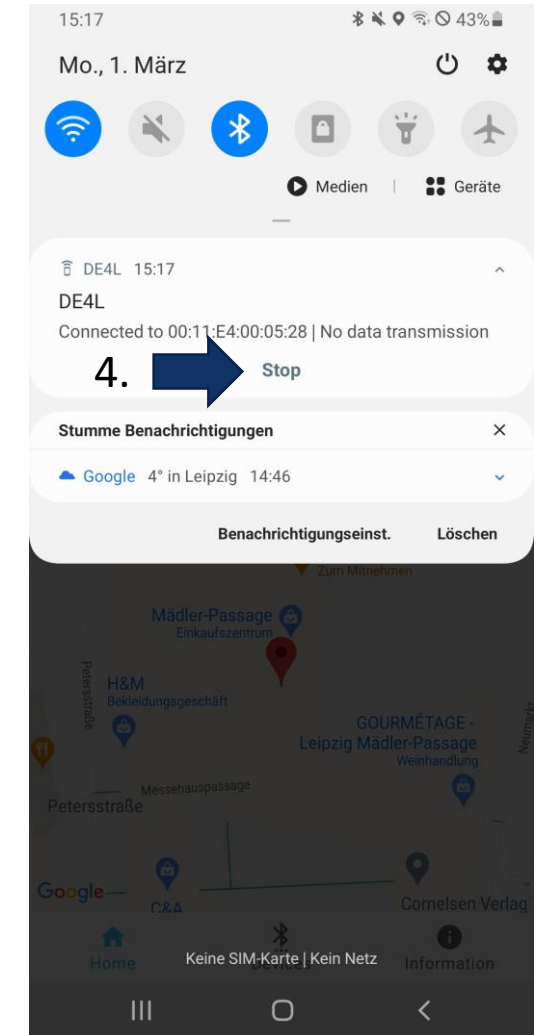 15:17 43%
Mo., 1. März
Medien | Geräte
DE4L 15:17
DE4L
Connected to 00:11:E4:00:05:28 | No data transmission
4. Stop
Stumme Benachrichtigungen
Google 4° in Leipzig 14:46
Benachrichtigungseinst. Löschen
Zum Mitnehmen
Mädler-Passage
Einkaufszentrum
Petersstraße
H&M
Bekleidungsgeschäft
GOURMÉTAGE -
Leipzig Mädler-Passage
Weinhandlung
Neumarkt
Messehauspassage
Petersstraße
Google
C&A
Cornelsen Verlag
Home Devices Information
Keine SIM-Karte | Kein Netz